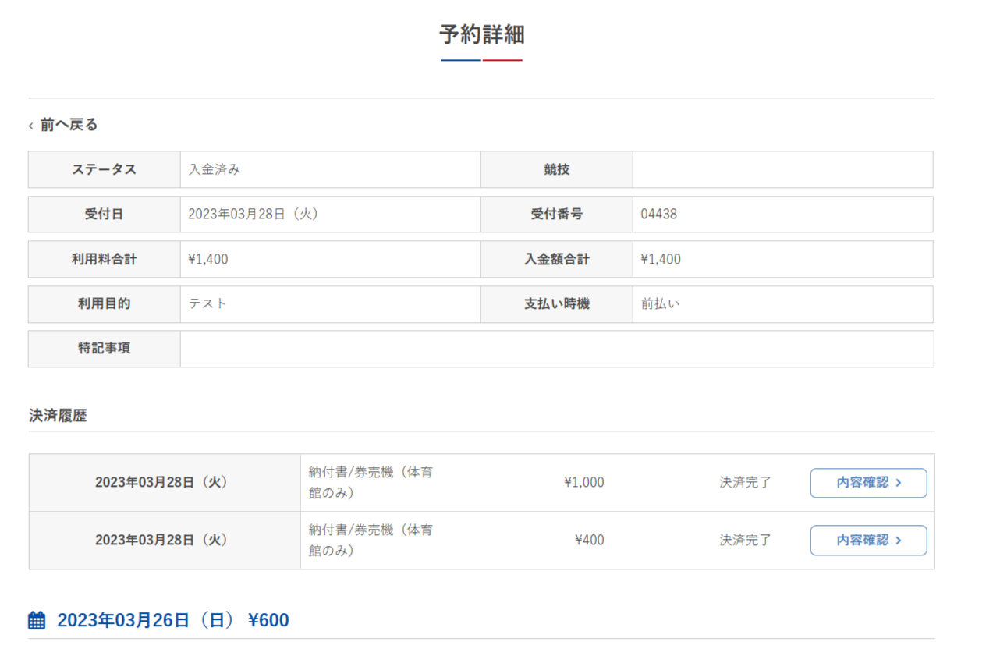 予約詳細
‹ 前へ戻る
ステータス 入金済み 競技
受付日 2023年03月28日（火） 受付番号 04438
利用料合計 ¥1,400 入金額合計 ¥1,400
利用目的 テスト 支払い時機 前払い
特記事項
決済履歴
2023年03月28日（火） 納付書/券売機（体育
館のみ） ¥1,000 決済完了 内容確認 ›
2023年03月28日（火） 納付書/券売機（体育
館のみ） ¥400 決済完了 内容確認 ›
2023年03月26日（日） ¥600